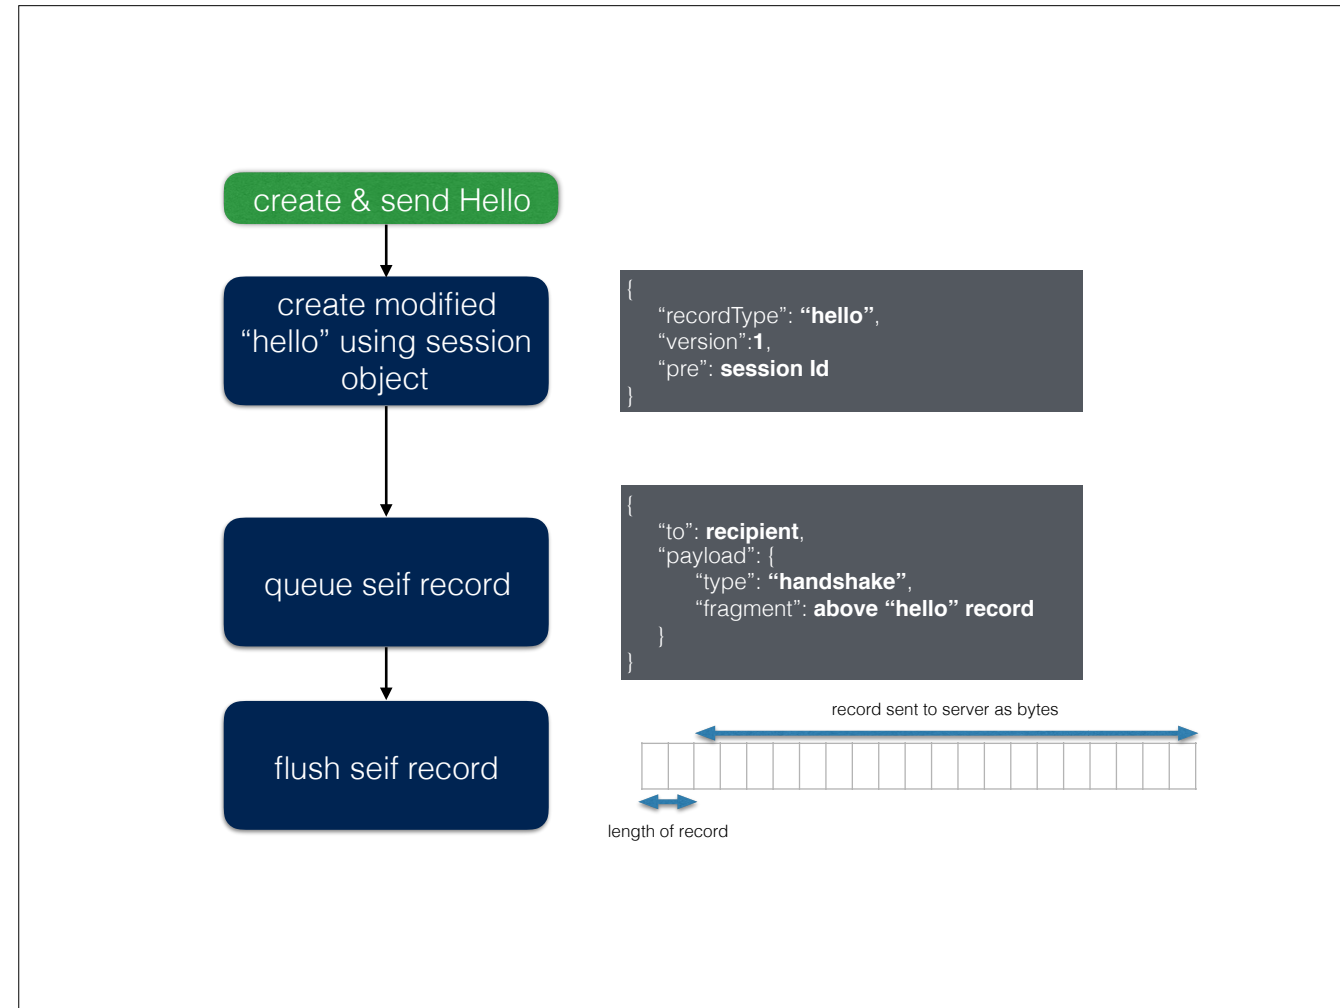 create & send Hello
create modified
“hello” using session
object
{
“recordType”: “hello”,
“version”:1,
“pre”: session Id
}
queue seif record
{
“to”: recipient,
“payload”: {
“type”: “handshake”,
“fragment”: above “hello” record
}
}
flush seif record
record sent to server as bytes
length of record